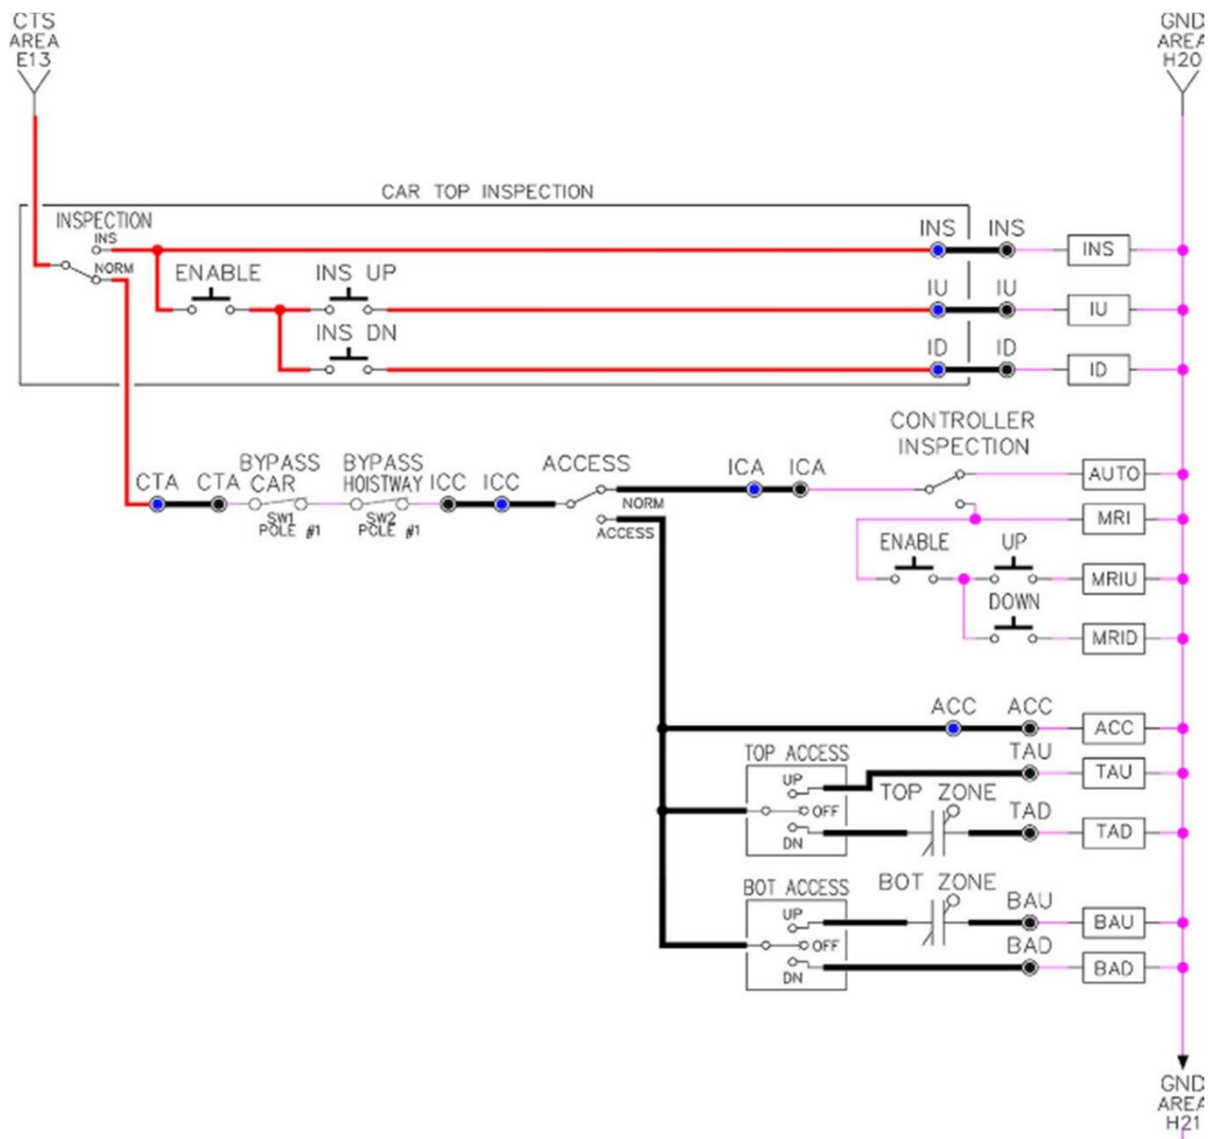 CTS
AREA
E13
GND
AREA
H20
CAR TOP INSPECTION
INSPECTION
INS
NORM
ENABLE
INS UP
INS DN
INS INS
INS
IU IU
IU
ID ID
ID
CONTROLLER
INSPECTION
CTA CTA
BYPASS
CAR
SW1
POLE #1
BYPASS
HOISTWAY
SW2
POLE #1
ICC ICC
ACCESS
NORM
ACCESS
ICA ICA
AUTO
MRI
ENABLE
UP
MRIU
DOWN
MRID
ACC ACC
ACC
TOP ACCESS
UP
OFF
DN
TAU
TAU
TOP ZONE
TAD
TAD
BOT ACCESS
UP
OFF
DN
BOT ZONE
BAU
BAU
BAD
BAD
GND
AREA
H21